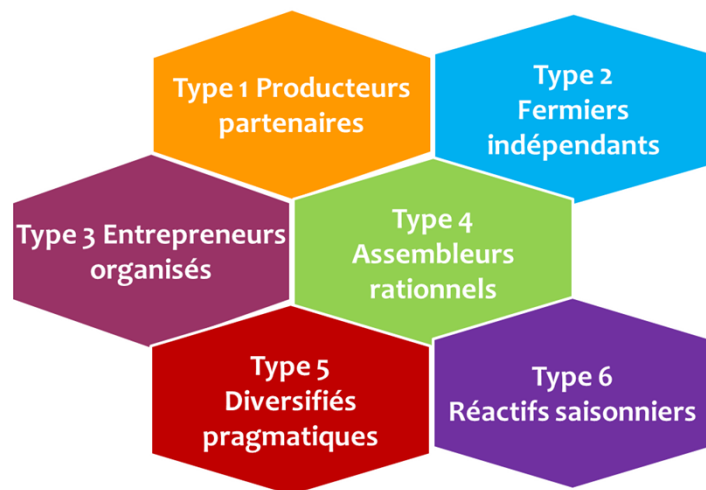 Type 1 Producteurs
partenaires
Type 2
Fermiers
indépendants
Type 3 Entrepreneurs
organisés
Type 4
Assembleurs
rationnels
Type 5
Diversifiés
pragmatiques
Type 6
Réactifs saisonniers